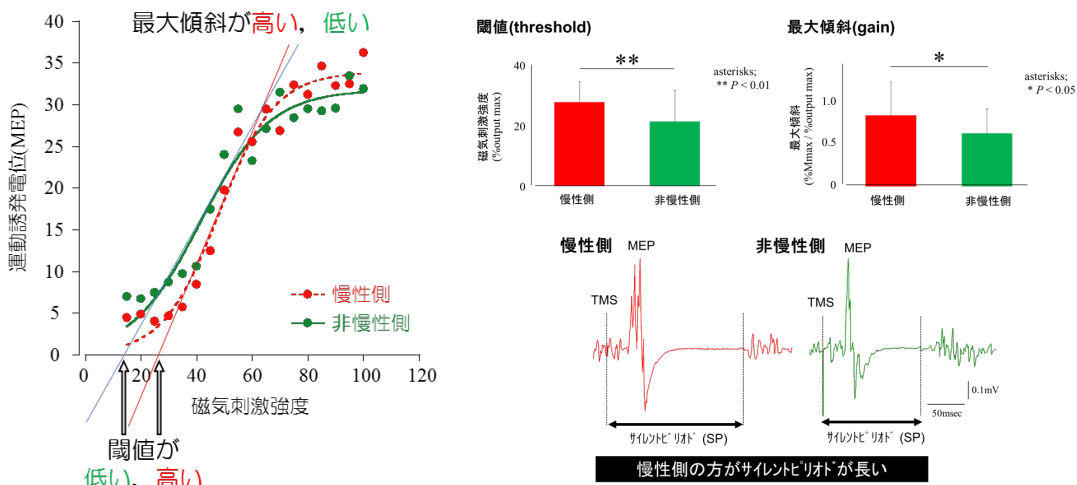 最大傾斜が高い, 低い
運動誘発電位(MEP)
40
35
30
25
20
15
10
5
0
0
20
40
60
80
100
120
磁気刺激強度
慢性側
非慢性側
閾値が
低い, 高い
閾値(threshold)
磁気刺激強度
(%output max)
40
20
0
**
asterisks;
** P < 0.01
慢性側
非慢性側
最大傾斜(gain)
最大傾斜
(%Mmax / %output max)
1.0
0.5
0
*
asterisks;
* P < 0.05
慢性側
非慢性側
慢性側
MEP
TMS
サイレントピリオド (SP)
非慢性側
MEP
TMS
0.1mV
50msec
サイレントピリオド (SP)
慢性側の方がサイレントピリオドが長い